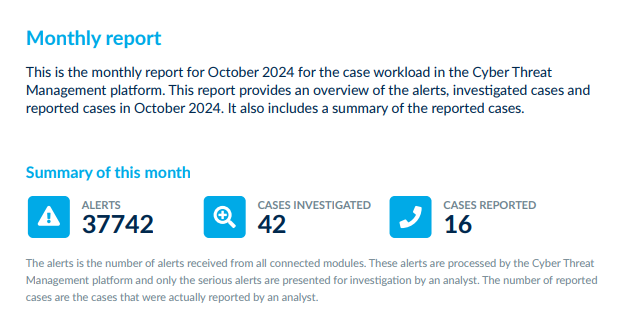 Monthly report
This is the monthly report for October 2024 for the case workload in the Cyber Threat
Management platform. This report provides an overview of the alerts, investigated cases and
reported cases in October 2024. It also includes a summary of the reported cases.
Summary of this month
ALERTS
37742
CASES INVESTIGATED
42
CASES REPORTED
16
The alerts is the number of alerts received from all connected modules. These alerts are processed by the Cyber Threat
Management platform and only the serious alerts are presented for investigation by an analyst. The number of reported
cases are the cases that were actually reported by an analyst.